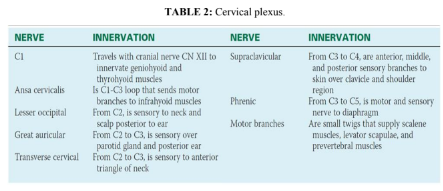 TABLE 2: Cervical plexus.
NERVE INNERVATION
C1 Travels with cranial nerve CN XII to
innervate geniohyoid and
thyrohyoid muscles
Ansa cervicalis Is C1-C3 loop that sends motor
branches to infrahyoid muscles
Lesser occipital From C2, is sensory to neck and
scalp posterior to ear
Great auricular From C2 to C3, is sensory over
parotid gland and posterior ear
Transverse cervical From C2 to C3, is sensory to anterior
triangle of neck
NERVE INNERVATION
Supraclavicular From C3 to C4, are anterior, middle,
and posterior sensory branches to
skin over clavicle and shoulder
region
Phrenic From C3 to C5, is motor and sensory
nerve to diaphragm
Motor branches Are small twigs that supply scalene
muscles, levator scapulae, and
prevertebral muscles